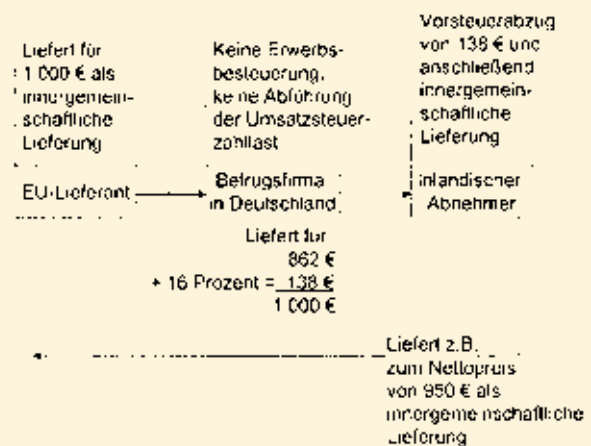 Liefert für
1 000 € als
innergemein-
schaftliche
Lieferung
Keine Erwerbs-
besteuerung,
keine Abführung
der Umsatzsteuer-
zahllast
Vorsteuerabzug
von 138 € und
anschließend
innergemein-
schaftliche
Lieferung
EU-Lieferant
Betrugsfirma
in Deutschland
inländischer
Abnehmer
Liefert für
862 €
+ 16 Prozent = 138 €
1 000 €
Liefert z.B.
zum Nettopreis
von 950 € als
innergemeinschaftliche
Lieferung